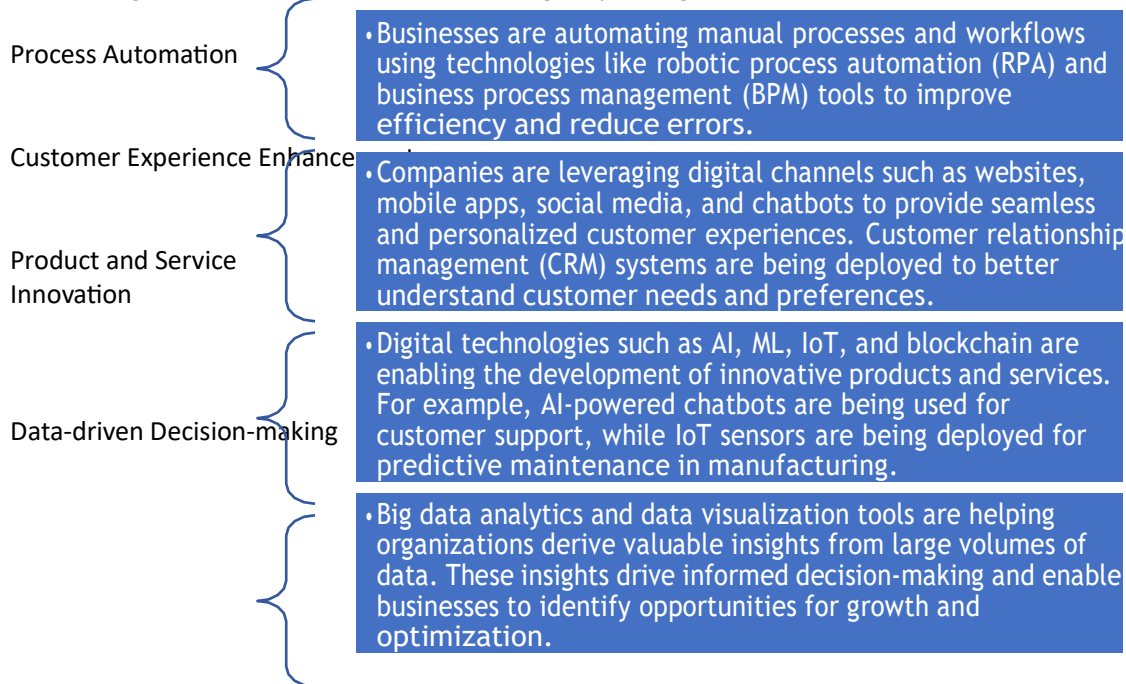 Process Automation
• Businesses are automating manual processes and workflows
using technologies like robotic process automation (RPA) and
business process management (BPM) tools to improve
efficiency and reduce errors.
Customer Experience Enhance
• Companies are leveraging digital channels such as websites,
mobile apps, social media, and chatbots to provide seamless
and personalized customer experiences. Customer relationship
management (CRM) systems are being deployed to better
understand customer needs and preferences.
Product and Service
Innovation
• Digital technologies such as AI, ML, IoT, and blockchain are
enabling the development of innovative products and services.
For example, AI-powered chatbots are being used for
customer support, while IoT sensors are being deployed for
predictive maintenance in manufacturing.
Data-driven Decision-making
• Big data analytics and data visualization tools are helping
organizations derive valuable insights from large volumes of
data. These insights drive informed decision-making and enable
businesses to identify opportunities for growth and
optimization.